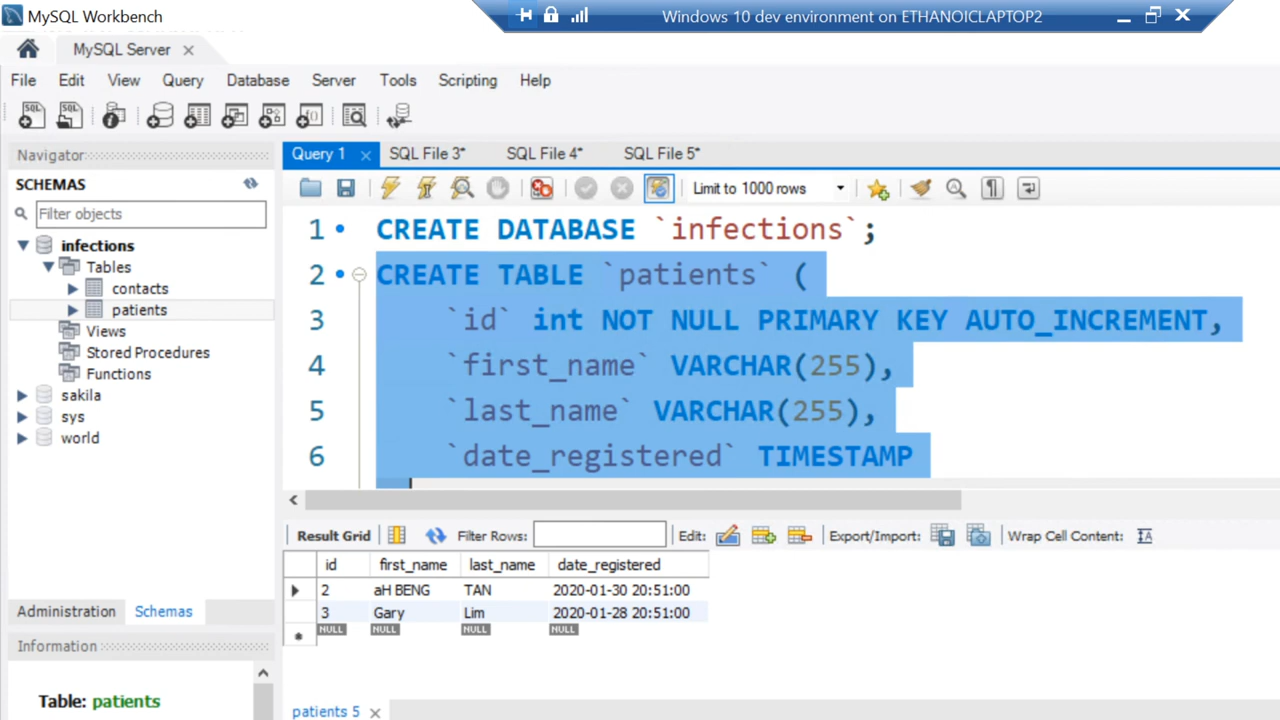 MySQL Workbench
Windows 10 dev environment on ETHANOICLAPTOP2
MySQL Server
File Edit View Query Database Server Tools Scripting Help
Navigator
SCHEMAS
Filter objects
infections
Tables
contacts
patients
Views
Stored Procedures
Functions
sakila
sys
world
Administration Schemas
Information
Table: patients
Query 1 SQL File 3* SQL File 4* SQL File 5*
Limit to 1000 rows
1 CREATE DATABASE `infections`;
2 CREATE TABLE `patients` (
3 `id` int NOT NULL PRIMARY KEY AUTO_INCREMENT,
4 `first_name` VARCHAR(255),
5 `last_name` VARCHAR(255),
6 `date_registered` TIMESTAMP
Result Grid Filter Rows: Edit: Export/Import: Wrap Cell Content:
id first_name last_name date_registered
2 aH BENG TAN 2020-01-30 20:51:00
3 Gary Lim 2020-01-28 20:51:00
NULL NULL NULL NULL
patients 5